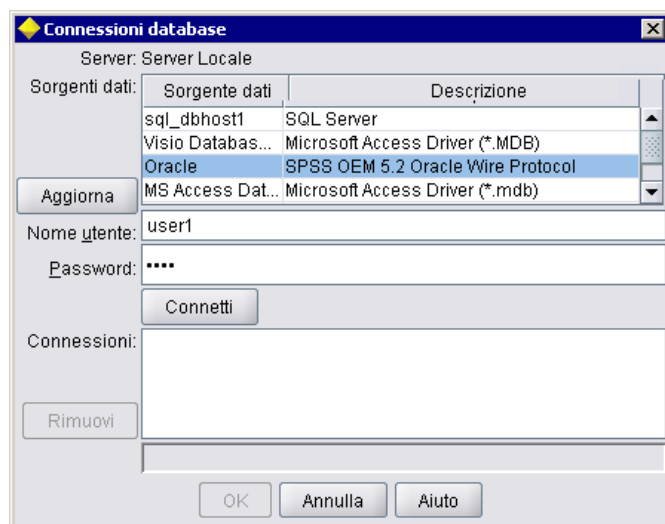 Connessioni database
Server: Server Locale
Sorgenti dati:
Sorgente dati Descrizione
sql_dbhost1 SQL Server
Visio Databas... Microsoft Access Driver (*.MDB)
Oracle SPSS OEM 5.2 Oracle Wire Protocol
MS Access Dat... Microsoft Access Driver (*.mdb)
Aggiorna
Nome utente: user1
Password: ••••
Connetti
Connessioni:
Rimuovi
OK Annulla Aiuto